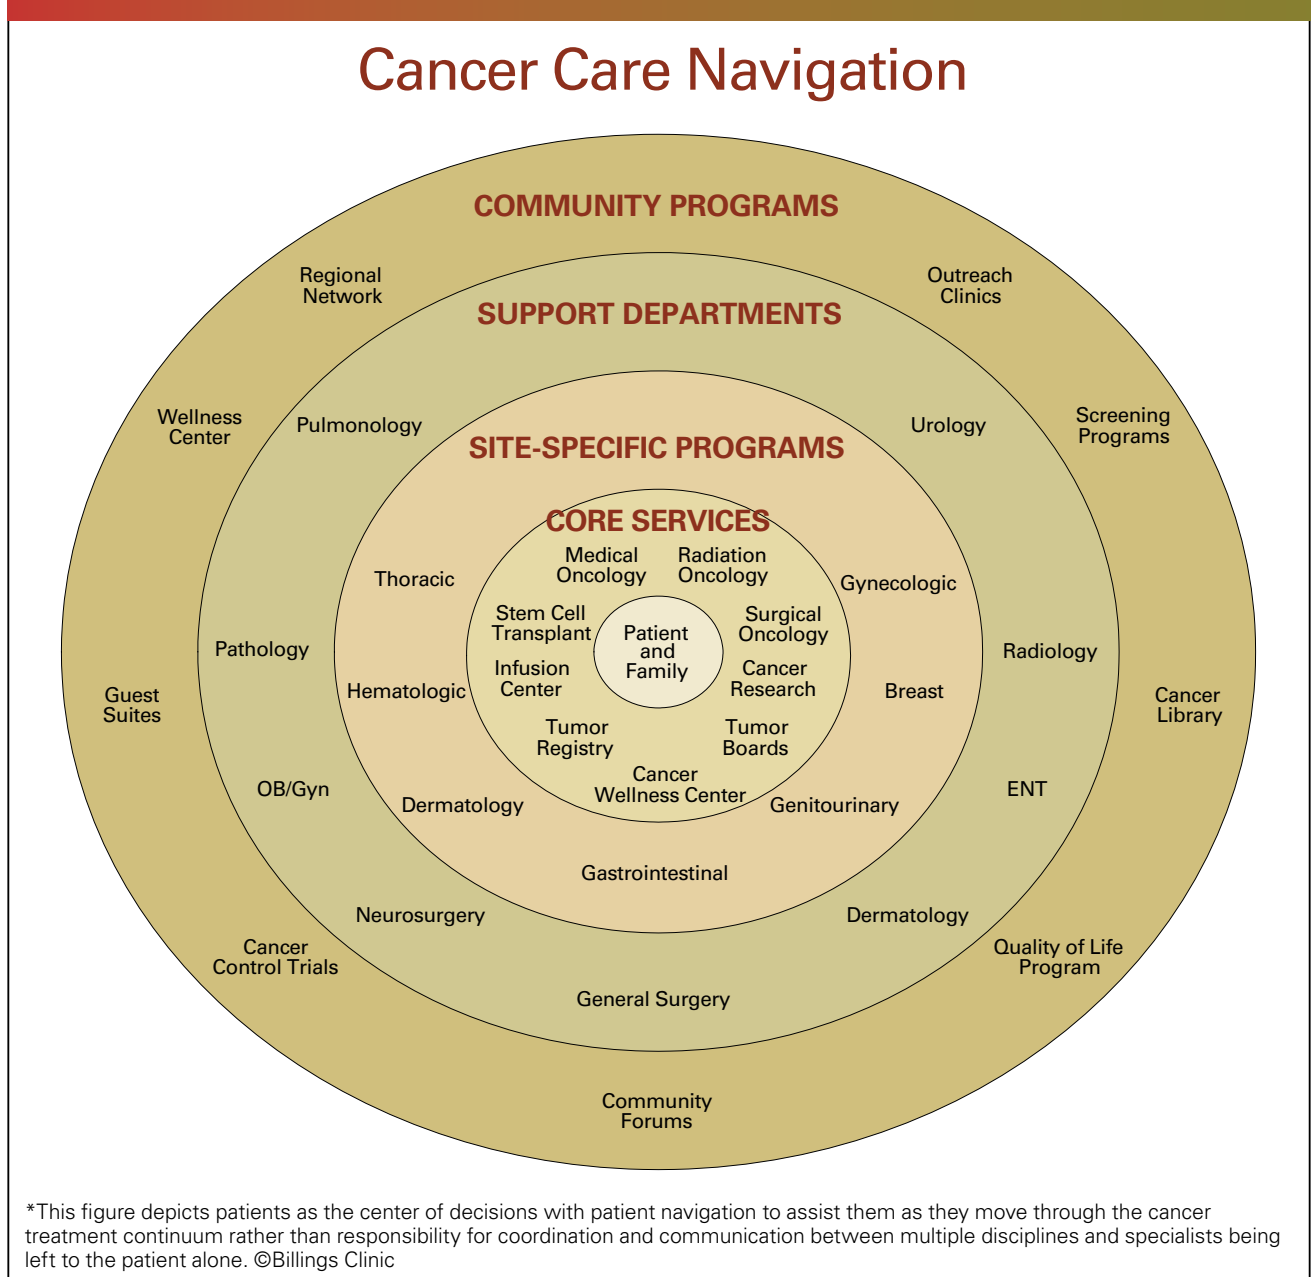 Cancer Care Navigation
COMMUNITY PROGRAMS
Regional
Network
Outreach
Clinics
Wellness
Center
Screening
Programs
Guest
Suites
Cancer
Library
Cancer
Control Trials
Quality of Life
Program
Community
Forums
SUPPORT DEPARTMENTS
Pulmonology
Urology
Pathology
Radiology
OB/Gyn
ENT
Neurosurgery
Dermatology
General Surgery
SITE-SPECIFIC PROGRAMS
Thoracic
Gynecologic
Hematologic
Breast
Dermatology
Genitourinary
Gastrointestinal
CORE SERVICES
Medical
Oncology
Radiation
Oncology
Stem Cell
Transplant
Surgical
Oncology
Infusion
Center
Cancer
Research
Tumor
Registry
Tumor
Boards
Cancer
Wellness Center
Patient
and
Family
*This figure depicts patients as the center of decisions with patient navigation to assist them as they move through the cancer
treatment continuum rather than responsibility for coordination and communication between multiple disciplines and specialists being
left to the patient alone. ©Billings Clinic